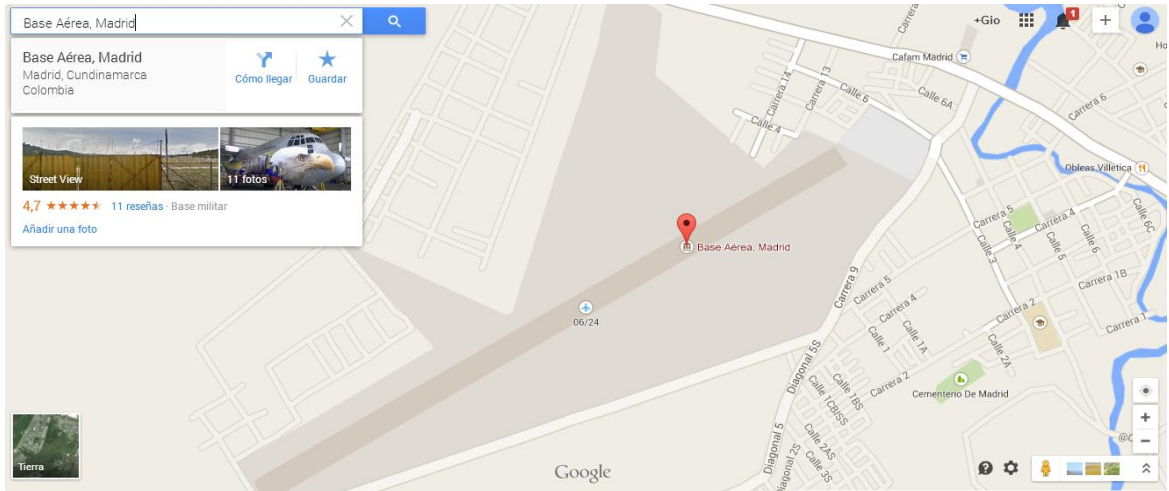 Base Aérea, Madrid
Base Aérea, Madrid
Madrid, Cundinamarca
Colombia
Cómo llegar
Guardar
Street View
11 fotos
4,7 11 reseñas · Base militar
Añadir una foto
+Gio
1
Carrera
Cafam Madrid
Carrera 14
Carrera 13
Calle 6
Calle 6A
Calle 4
Carrera 6
Obleas Villetica
Carrera 5
Carrera 4
Calle 4
Calle 5
Calle 6
Calle 6C
Calle 3
Base Aérea, Madrid
06/24
Carrera 9
Carrera 5
Carrera 4
Carrera 1B
Carrera 2
Carrera 1
Calle 1
Calle 1A
Calle 2A
Carrera 2
Cementerio De Madrid
Diagonal 5S
Calle 1BS
Calle 1CBISS
Calle 2AS
Calle 3S
Diagonal 5
Diagonal 2S
Tierra
Google